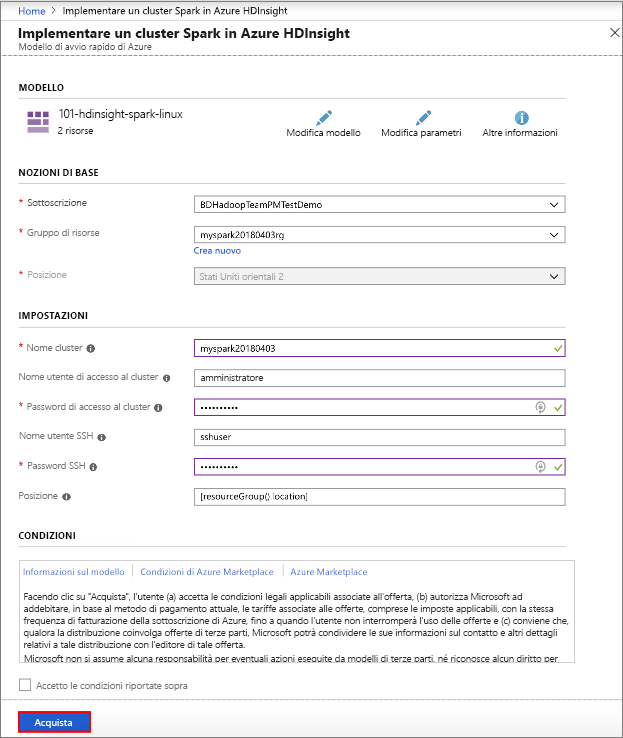 Home > Implementare un cluster Spark in Azure HDInsight
Implementare un cluster Spark in Azure HDInsight
Modello di avvio rapido di Azure
MODELLO
101-hdinsight-spark-linux
2 risorse
Modifica modello
Modifica parametri
Altre informazioni
NOZIONI DI BASE
* Sottoscrizione
BDHadoopTeamPMTestDemo
* Gruppo di risorse
myspark20180403rg
Crea nuovo
* Posizione
Stati Uniti orientali 2
IMPOSTAZIONI
* Nome cluster
myspark20180403
Nome utente di accesso al cluster
amministratore
* Password di accesso al cluster
••••••••••
Nome utente SSH
sshuser
* Password SSH
••••••••••
Posizione
[resourceGroup() location]
CONDIZIONI
Informazioni sul modello | Condizioni di Azure Marketplace | Azure Marketplace
Facendo clic su "Acquista", l'utente (a) accetta le condizioni legali applicabili associate all'offerta, (b) autorizza Microsoft ad
addebitare, in base al metodo di pagamento attuale, le tariffe associate alle offerte, comprese le imposte applicabili, con la stessa
frequenza di fatturazione della sottoscrizione di Azure, fino a quando l'utente non interromperà l'uso delle offerte e (c) conviene che,
qualora la distribuzione coinvolga offerte di terze parti, Microsoft potrà condividere le sue informazioni sul contatto e altri dettagli
relativi a tale distribuzione con l'editore di tale offerta.
Microsoft non si assume alcuna responsabilità per eventuali azioni eseguite da modelli di terze parti, né riconosce alcun diritto per
Accetto le condizioni riportate sopra
Acquista